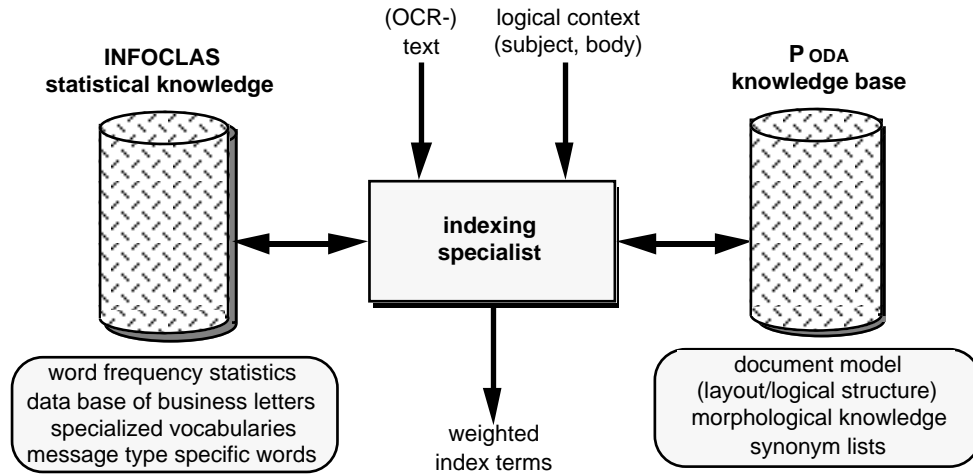 (OCR-)
text
logical context
(subject, body)
INFOCLAS
statistical knowledge
P ODA
knowledge base
indexing
specialist
word frequency statistics
data base of business letters
specialized vocabularies
message type specific words
weighted
index terms
document model
(layout/logical structure)
morphological knowledge
synonym lists